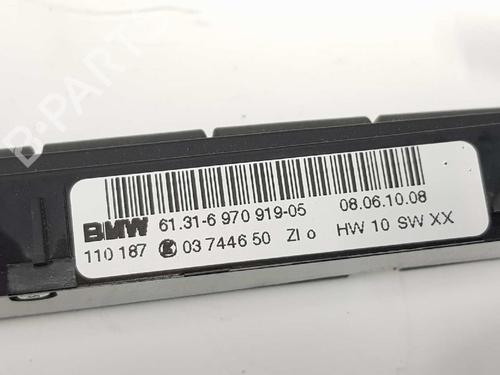 B-PARTS
BMW 61.31-6 970 919-05 08.06.10.08
110 187 03 7446 50 ZI o HW 10 SW XX